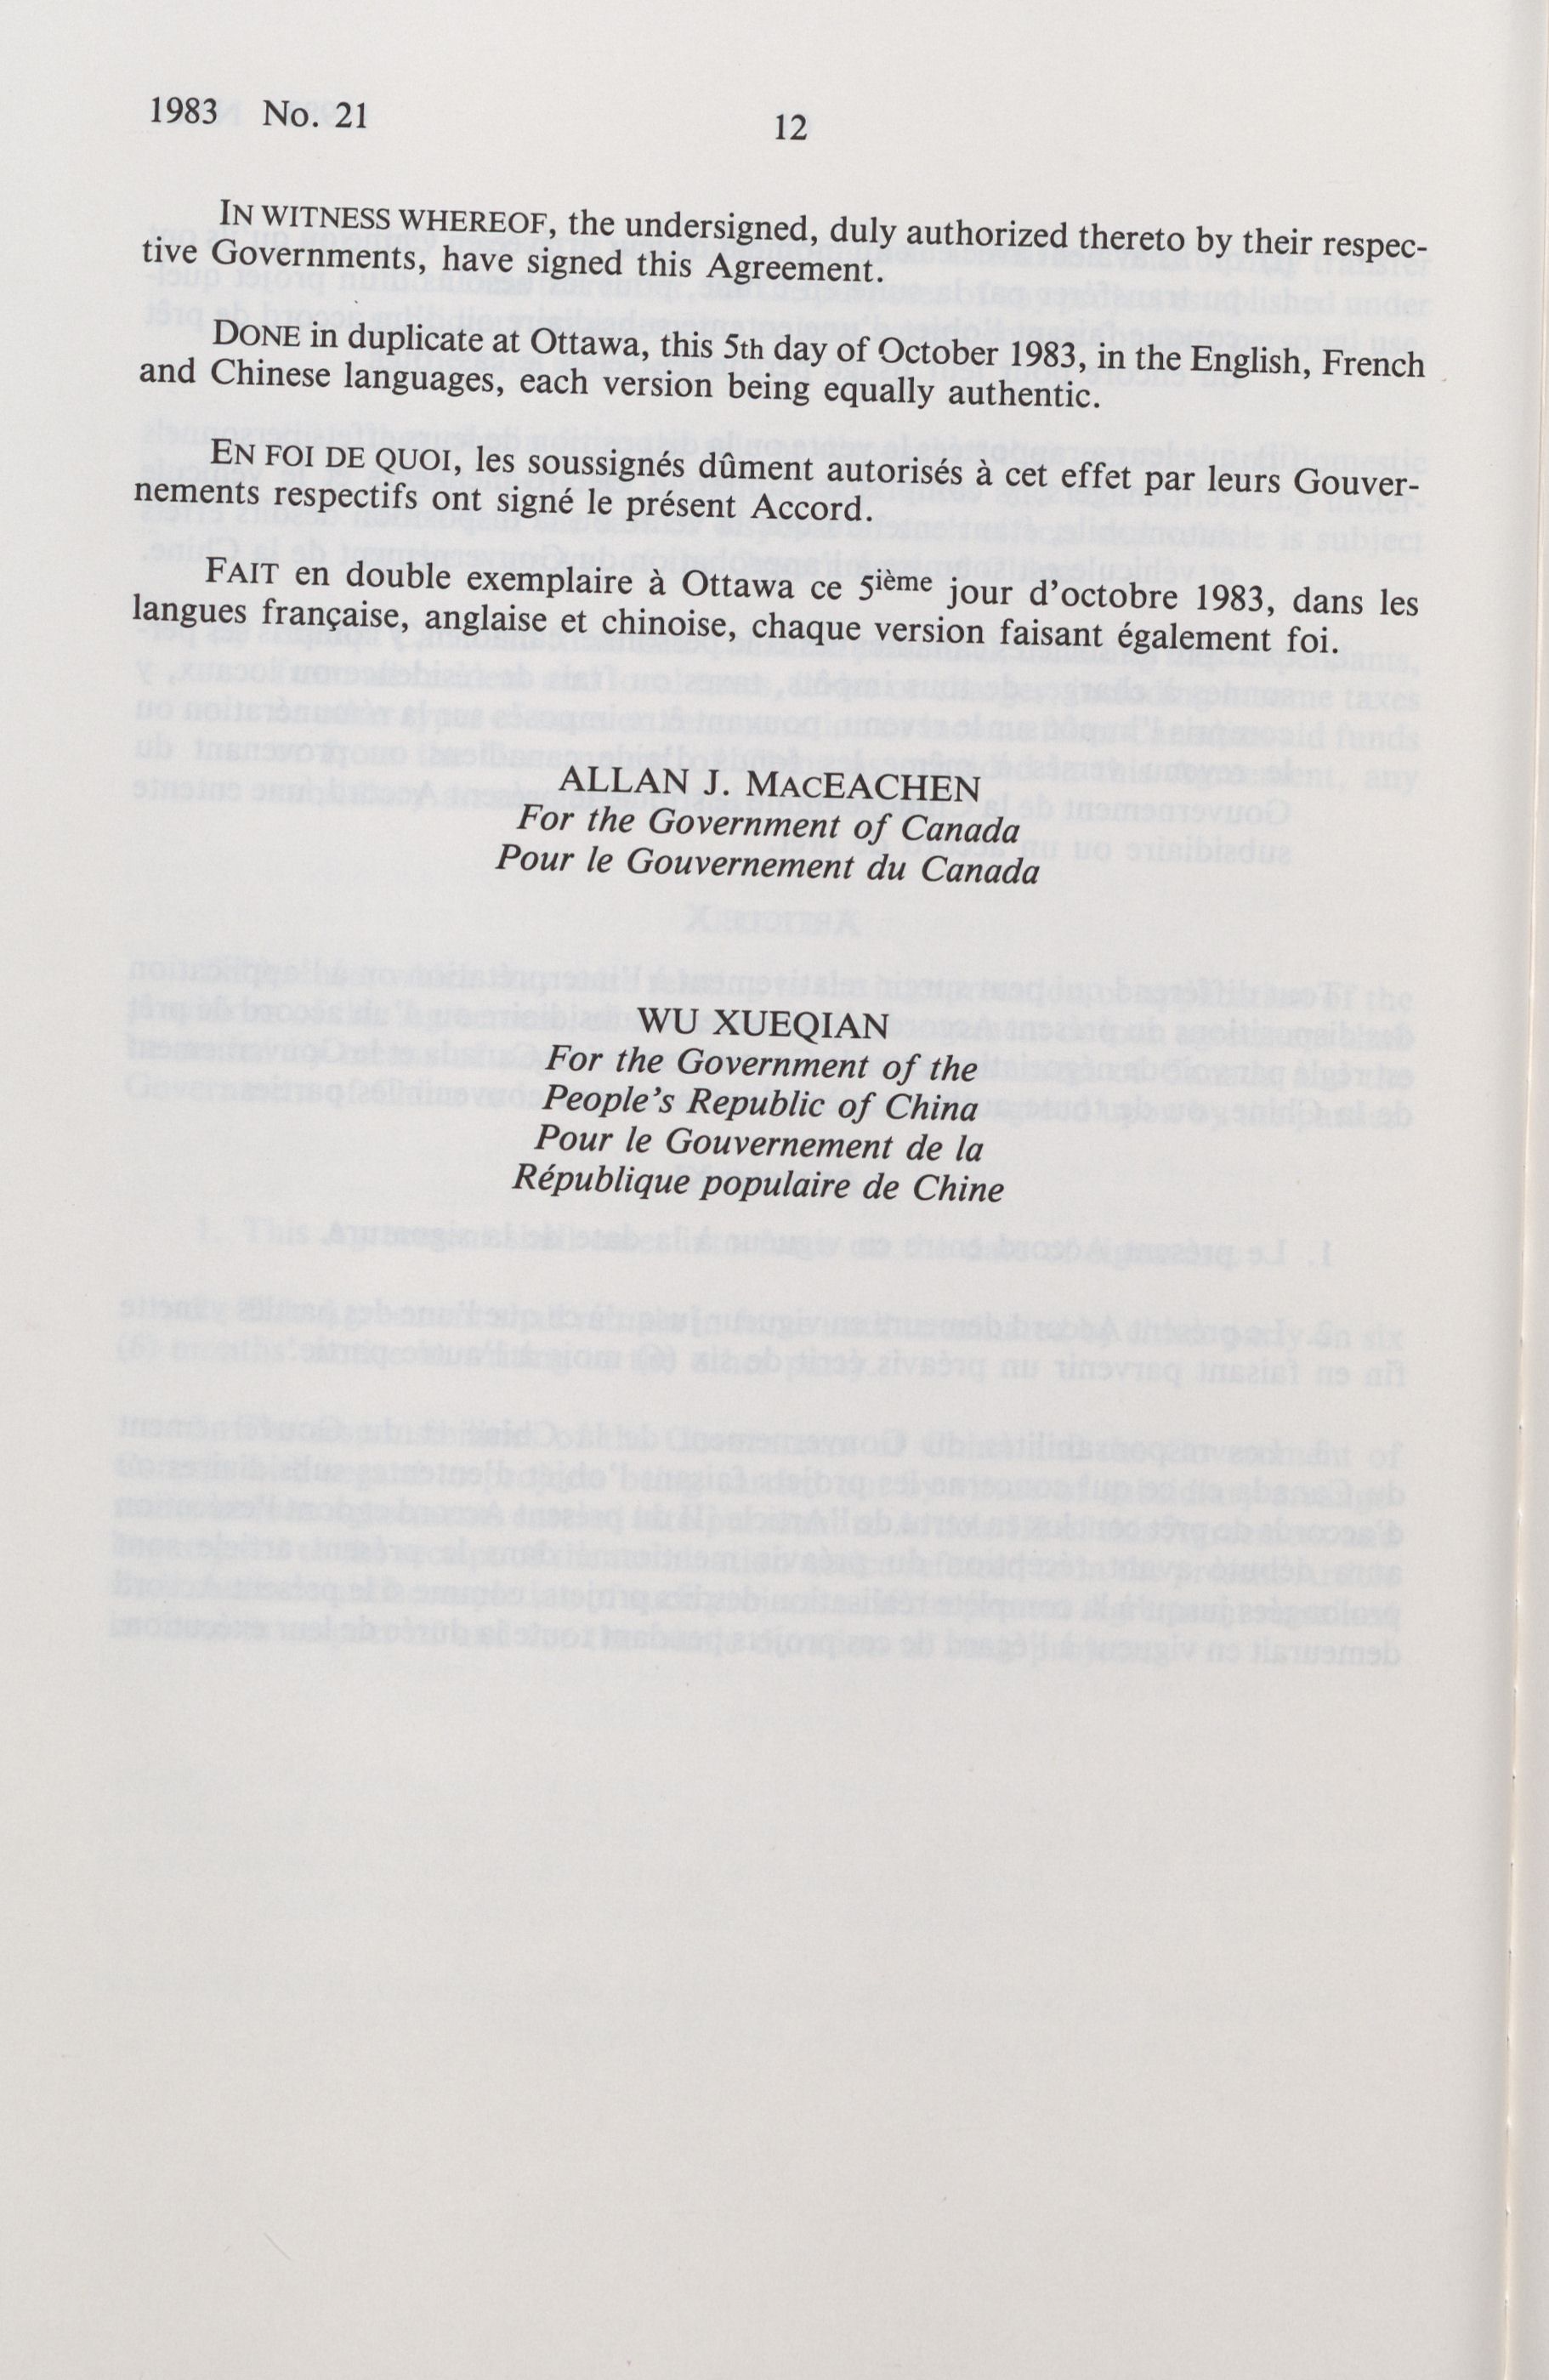 1983 No. 21
12
IN WITNESS WHEREOF, the undersigned, duly authorized thereto by their respec-
tive Governments, have signed this Agreement.
DONE in duplicate at Ottawa, this 5th day of October 1983, in the English, French
and Chinese languages, each version being equally authentic.
EN FOI DE QUOI, les soussignés dûment autorisés à cet effet par leurs Gouver-
nements respectifs ont signé le présent Accord.
FAIT en double exemplaire à Ottawa ce 5ième jour d'octobre 1983, dans les
langues française, anglaise et chinoise, chaque version faisant également foi.
ALLAN J. MACEACHEN
For the Government of Canada
Pour le Gouvernement du Canada
WU XUEQIAN
For the Government of the
People's Republic of China
Pour le Gouvernement de la
République populaire de Chine